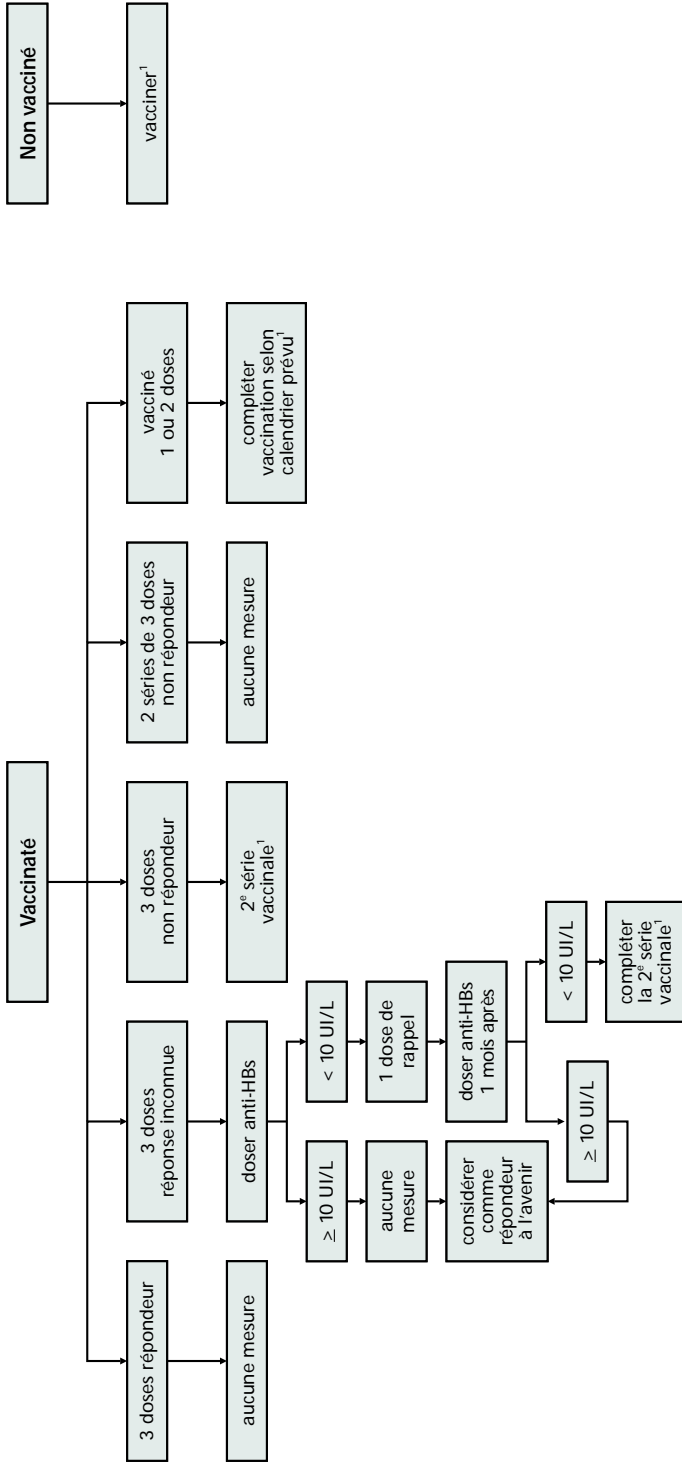 Vaccinaté
Non vacciné
3 doses répondeur
3 doses
réponse inconnue
3 doses
non répondeur
2 séries de 3 doses
non répondeur
vacciné
1 ou 2 doses
vacciner¹
aucune mesure
doser anti-HBs
2ᵉ série
vaccinale¹
aucune mesure
compléter
vaccination selon
calendrier prévu¹
≥ 10 UI/L
< 10 UI/L
aucune
mesure
1 dose de
rappel
considérer
comme
répondeur
à l'avenir
doser anti-HBs
1 mois après
≥ 10 UI/L
< 10 UI/L
compléter
la 2ᵉ série
vaccinale¹